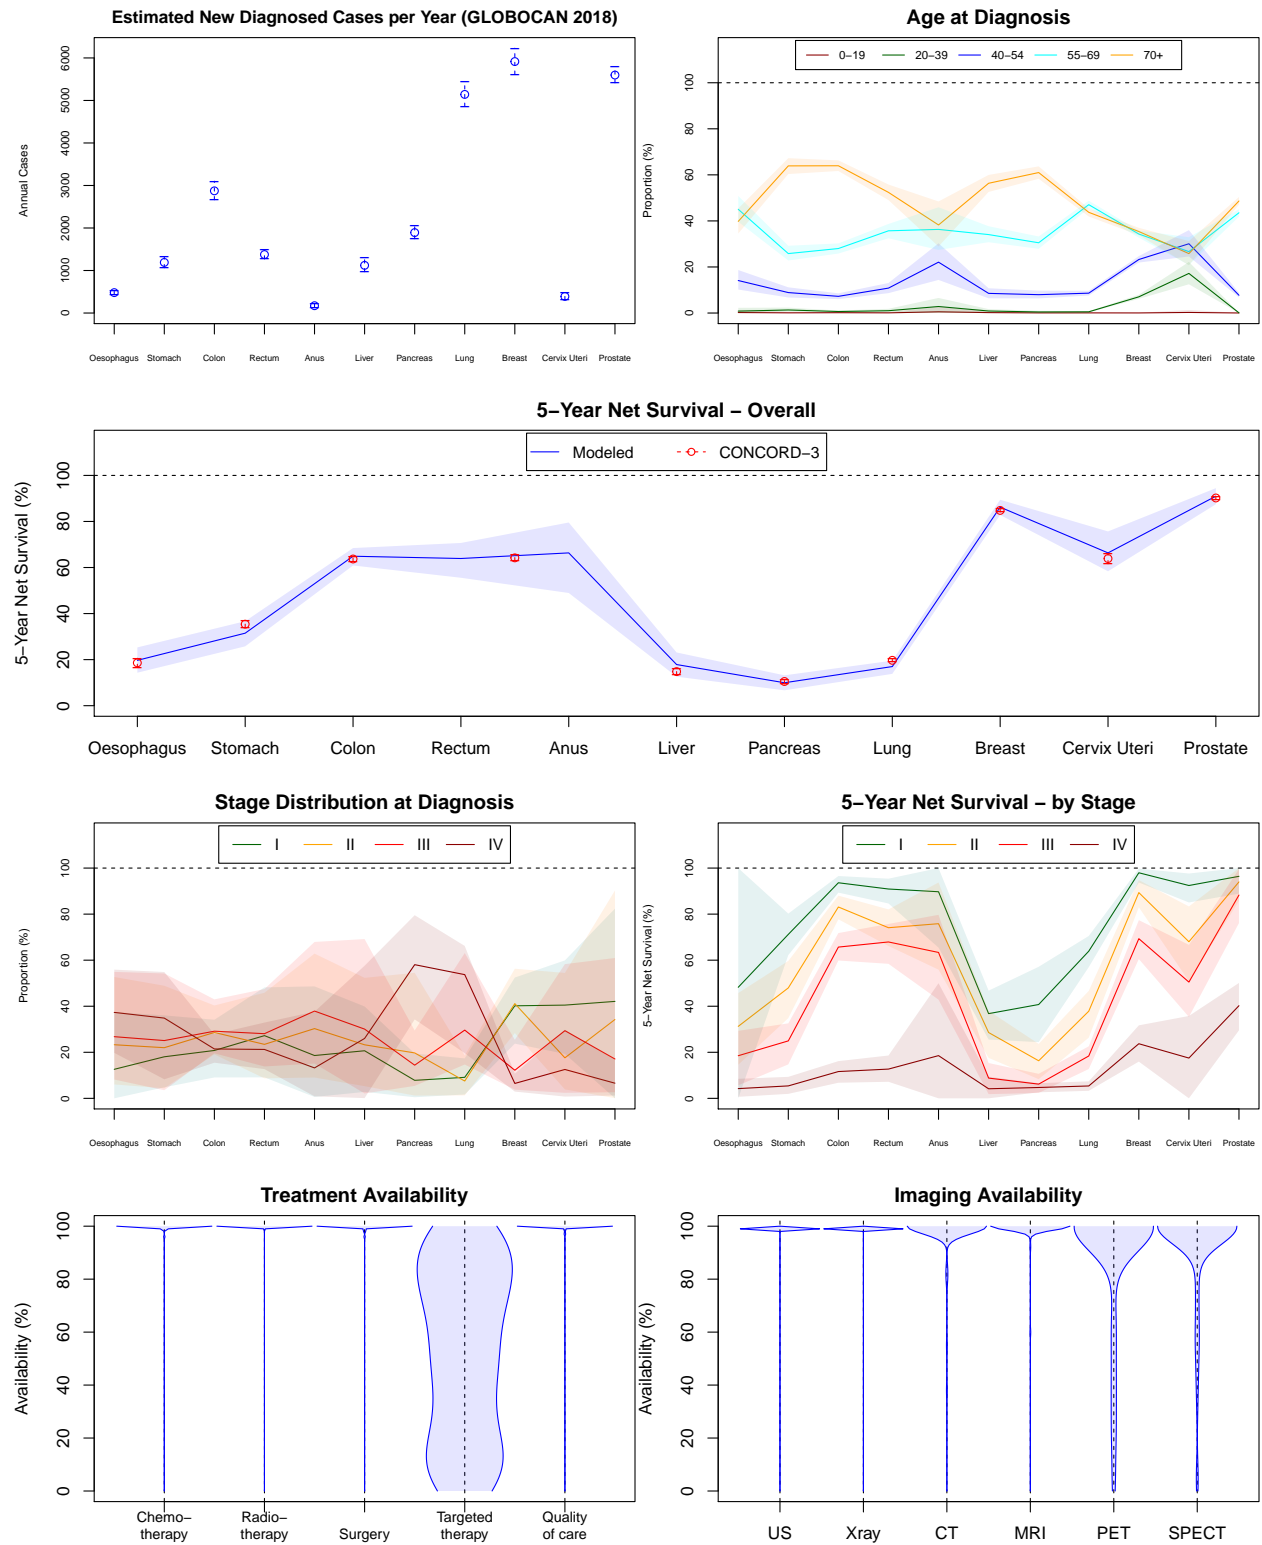 Estimated New Diagnosed Cases per Year (GLOBOCAN 2018)
Annual Cases
6000
5000
4000
3000
2000
1000
0
Oesophagus Stomach Colon Rectum Anus Liver Pancreas Lung Breast Cervix Uteri Prostate
Age at Diagnosis
0−19 20−39 40−54 55−69 70+
Proportion (%)
100
80
60
40
20
0
Oesophagus Stomach Colon Rectum Anus Liver Pancreas Lung Breast Cervix Uteri Prostate
5−Year Net Survival − Overall
Modeled CONCORD−3
5−Year Net Survival (%)
100
80
60
40
20
0
Oesophagus Stomach Colon Rectum Anus Liver Pancreas Lung Breast Cervix Uteri Prostate
Stage Distribution at Diagnosis
I II III IV
Proportion (%)
100
80
60
40
20
0
Oesophagus Stomach Colon Rectum Anus Liver Pancreas Lung Breast Cervix Uteri Prostate
5−Year Net Survival − by Stage
I II III IV
5−Year Net Survival (%)
100
80
60
40
20
0
Oesophagus Stomach Colon Rectum Anus Liver Pancreas Lung Breast Cervix Uteri Prostate
Treatment Availability
Availability (%)
100
80
60
40
20
0
Chemo−
therapy
Radio−
therapy
Surgery
Targeted
therapy
Quality
of care
Imaging Availability
Availability (%)
100
80
60
40
20
0
US Xray CT MRI PET SPECT